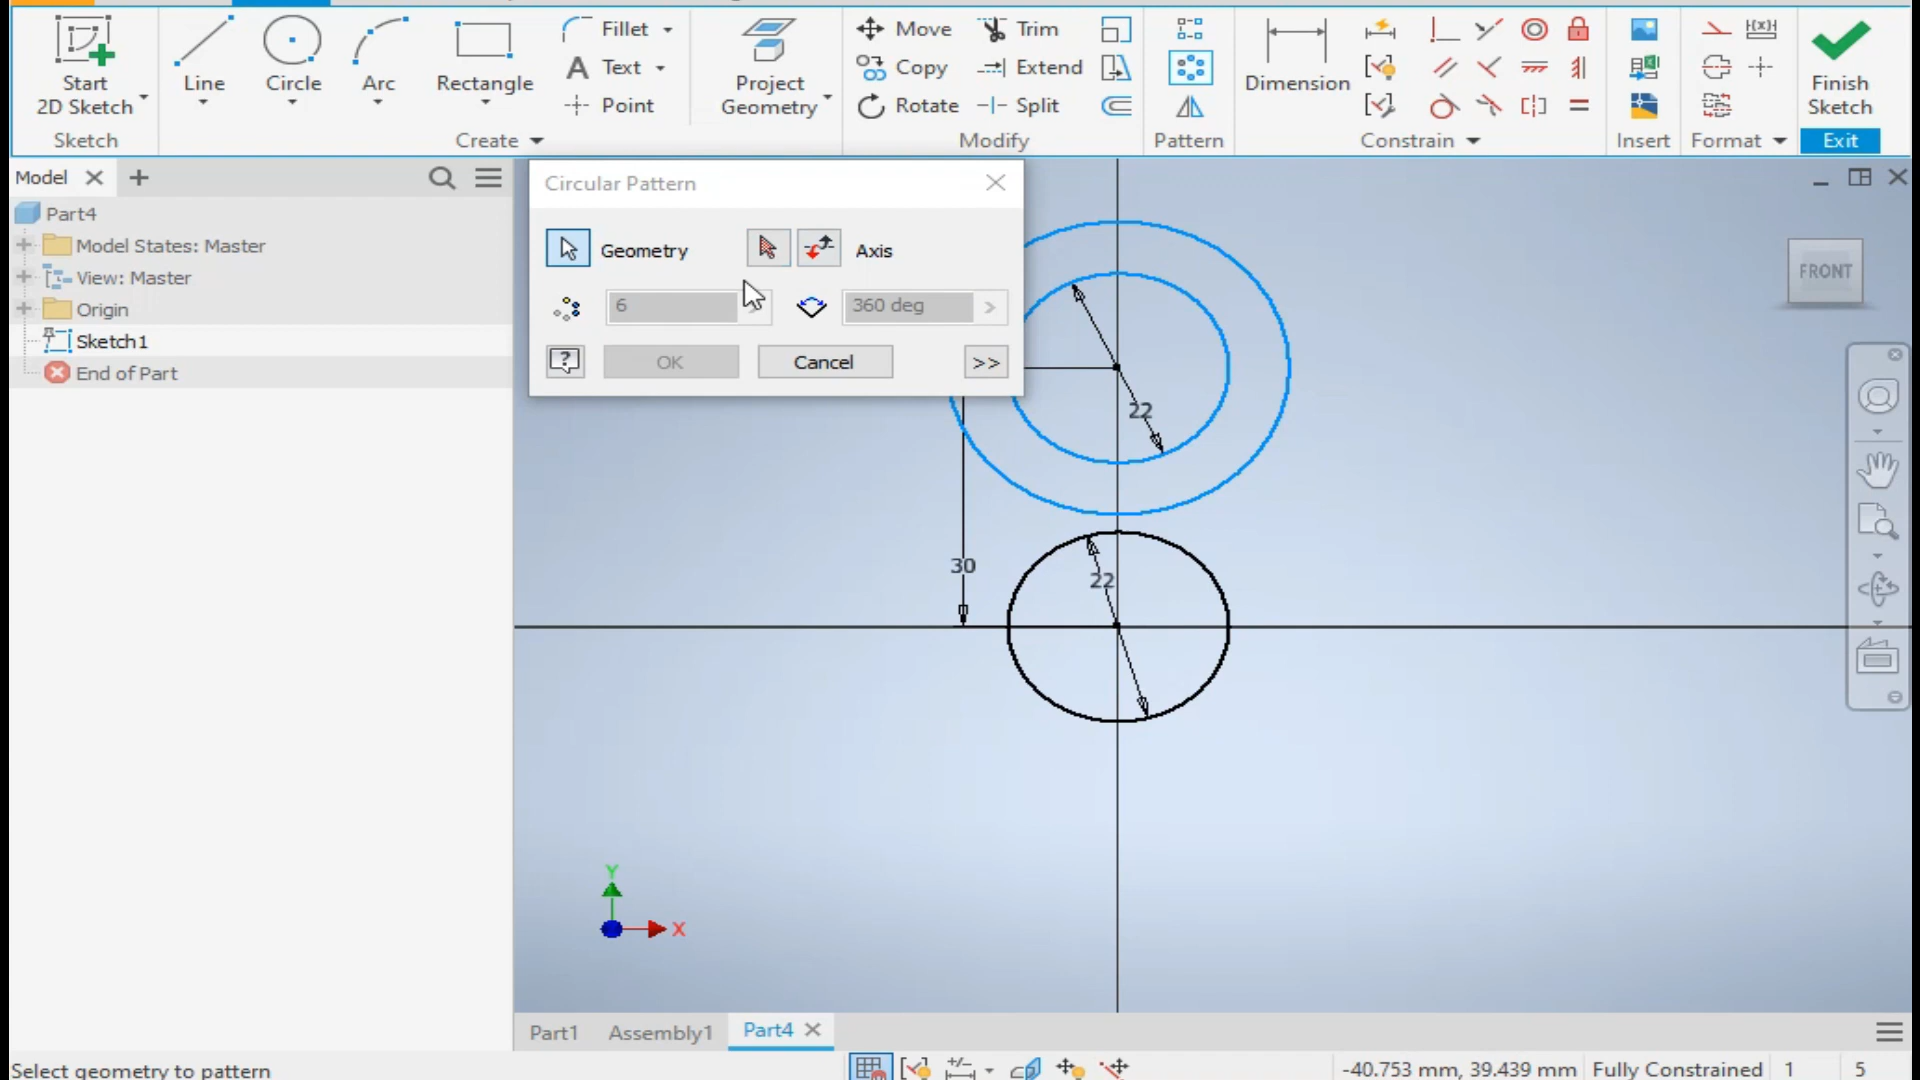 Start
2D Sketch
Line
Circle
Arc
Rectangle
Fillet
Text
Point
Project
Geometry
Move
Copy
Rotate
Trim
Extend
Split
Dimension
Finish
Sketch
Sketch
Create
Modify
Pattern
Constrain
Insert
Format
Exit
Model
Part4
Model States: Master
View: Master
Origin
Sketch1
End of Part
Circular Pattern
Geometry
Axis
6
360 deg
OK
Cancel
>>
FRONT
22
30
22
Y
X
Part1
Assembly1
Part4
Select geometry to pattern
-40.753 mm, 39.439 mm
Fully Constrained
1
5